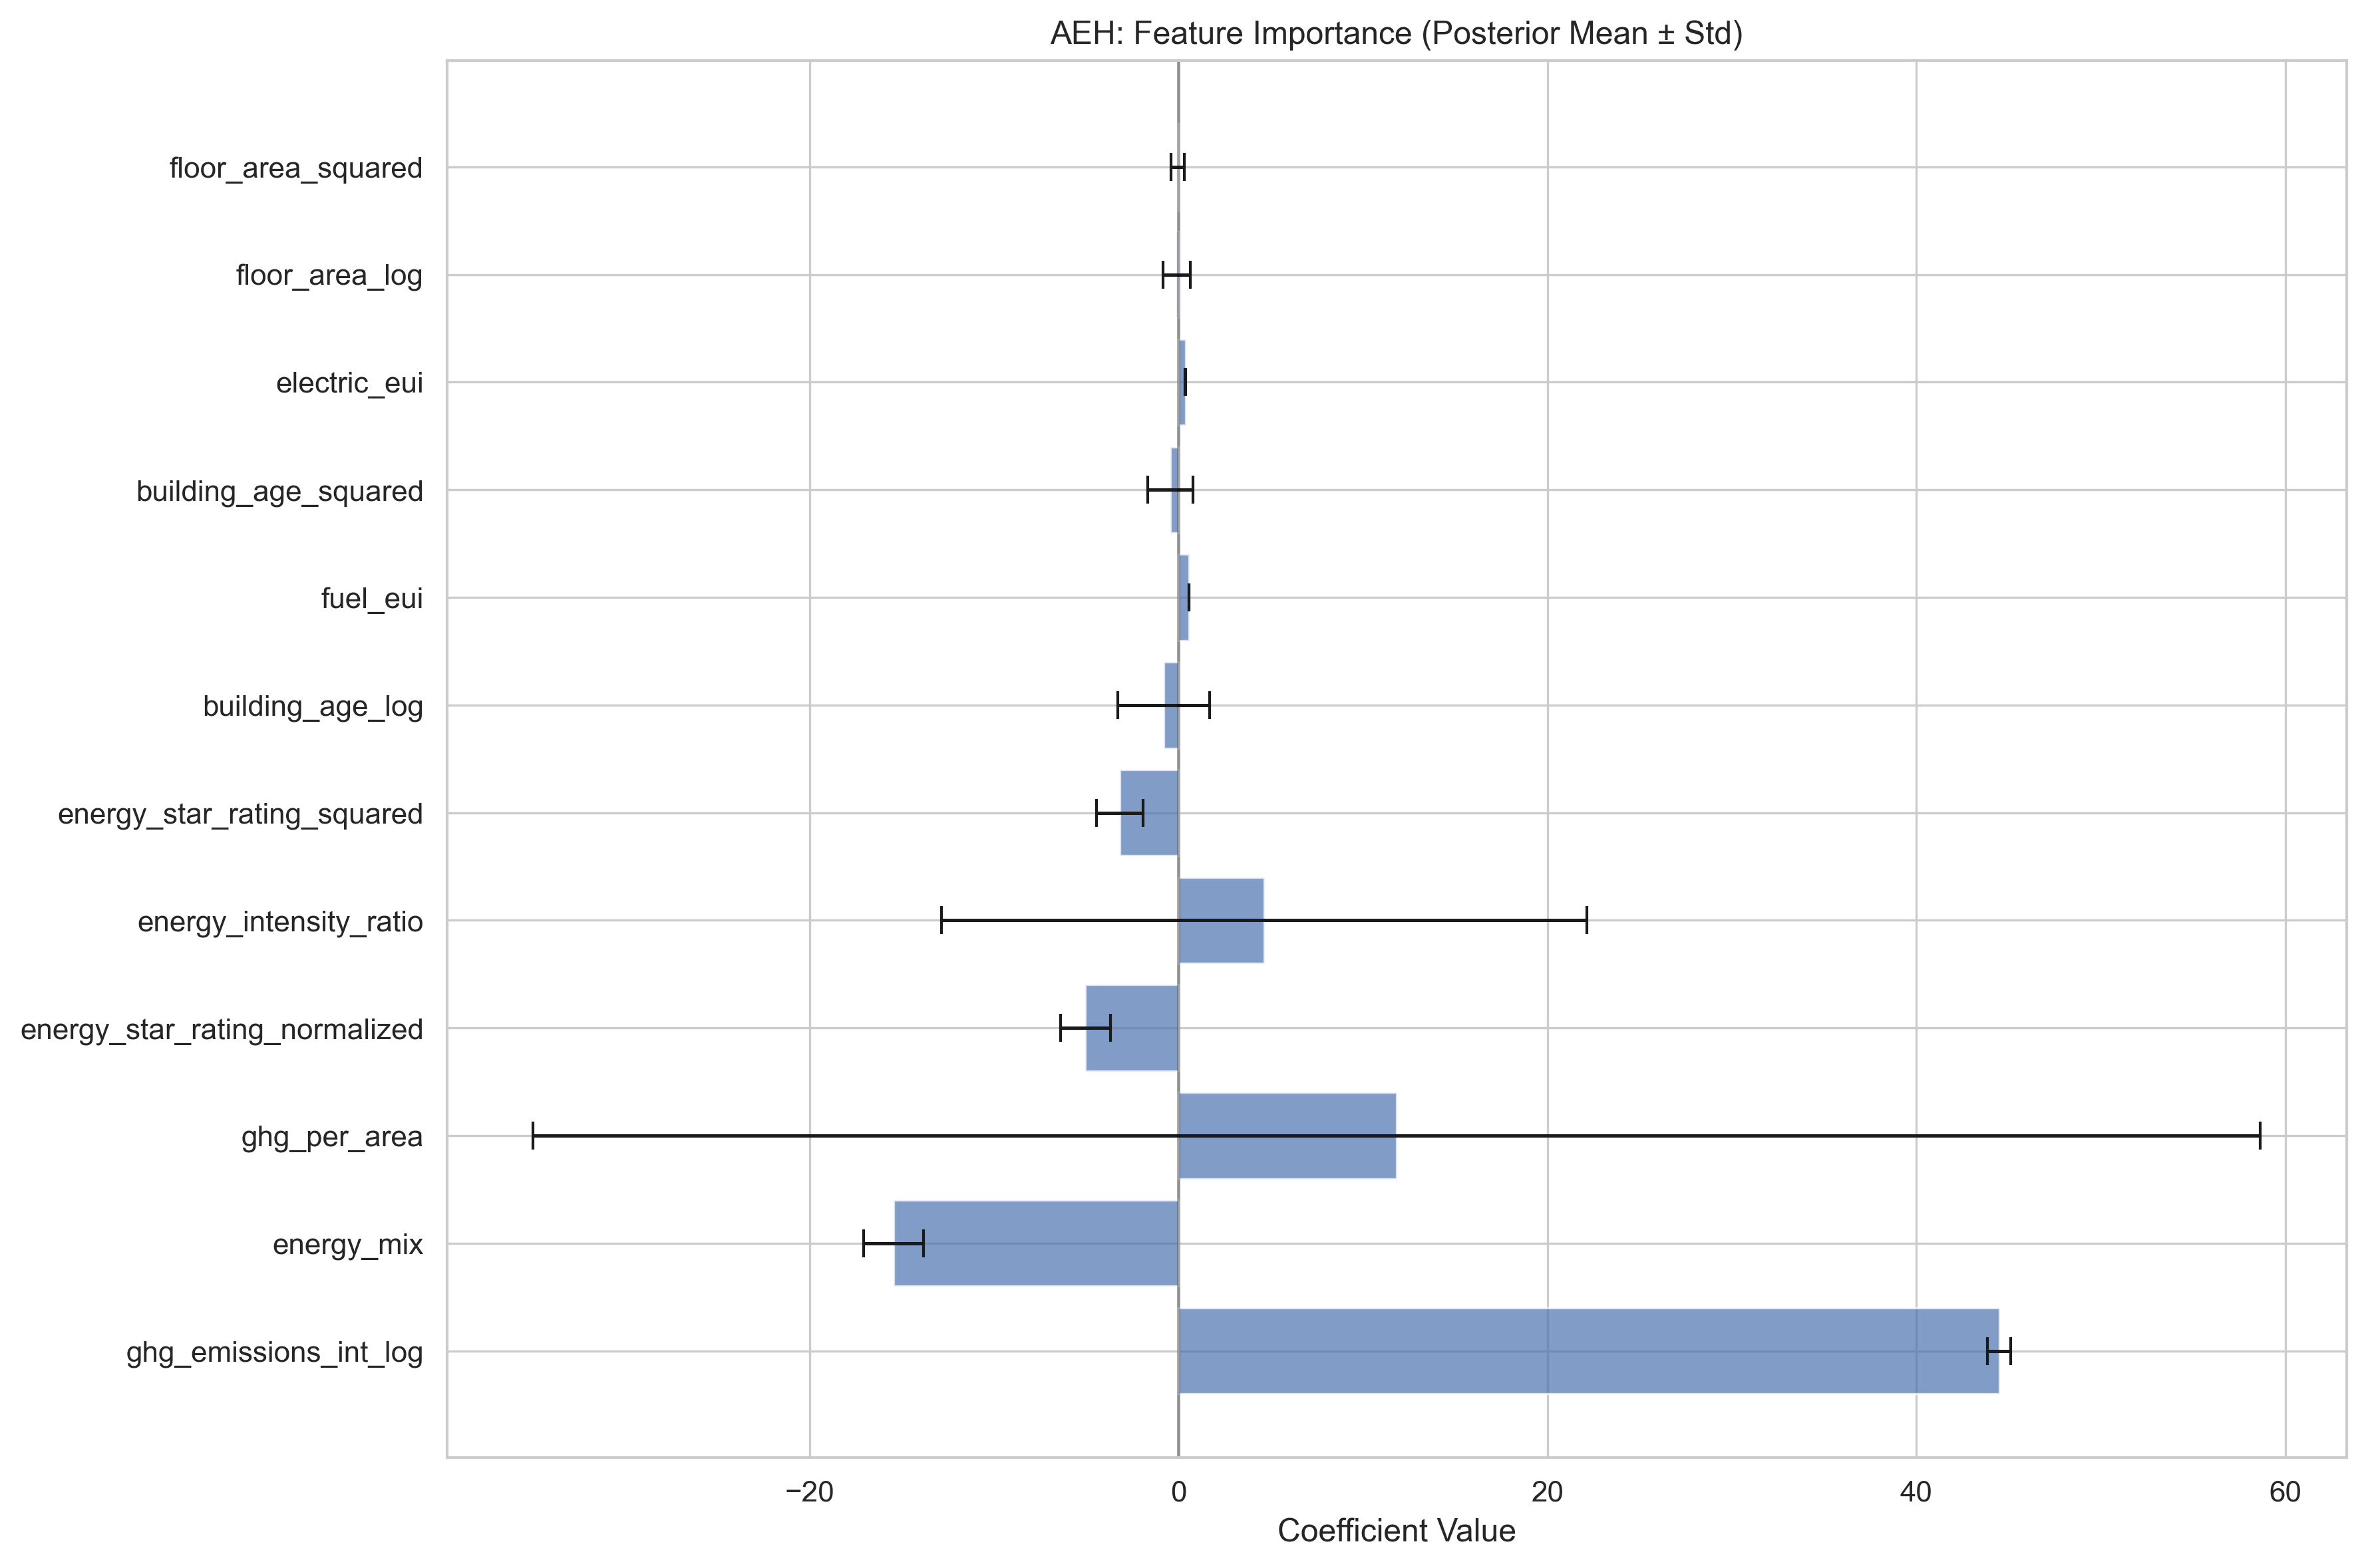 AEH: Feature Importance (Posterior Mean ± Std)
floor_area_squared
floor_area_log
electric_eui
building_age_squared
fuel_eui
building_age_log
energy_star_rating_squared
energy_intensity_ratio
energy_star_rating_normalized
ghg_per_area
energy_mix
ghg_emissions_int_log
−20 0 20 40 60
Coefficient Value